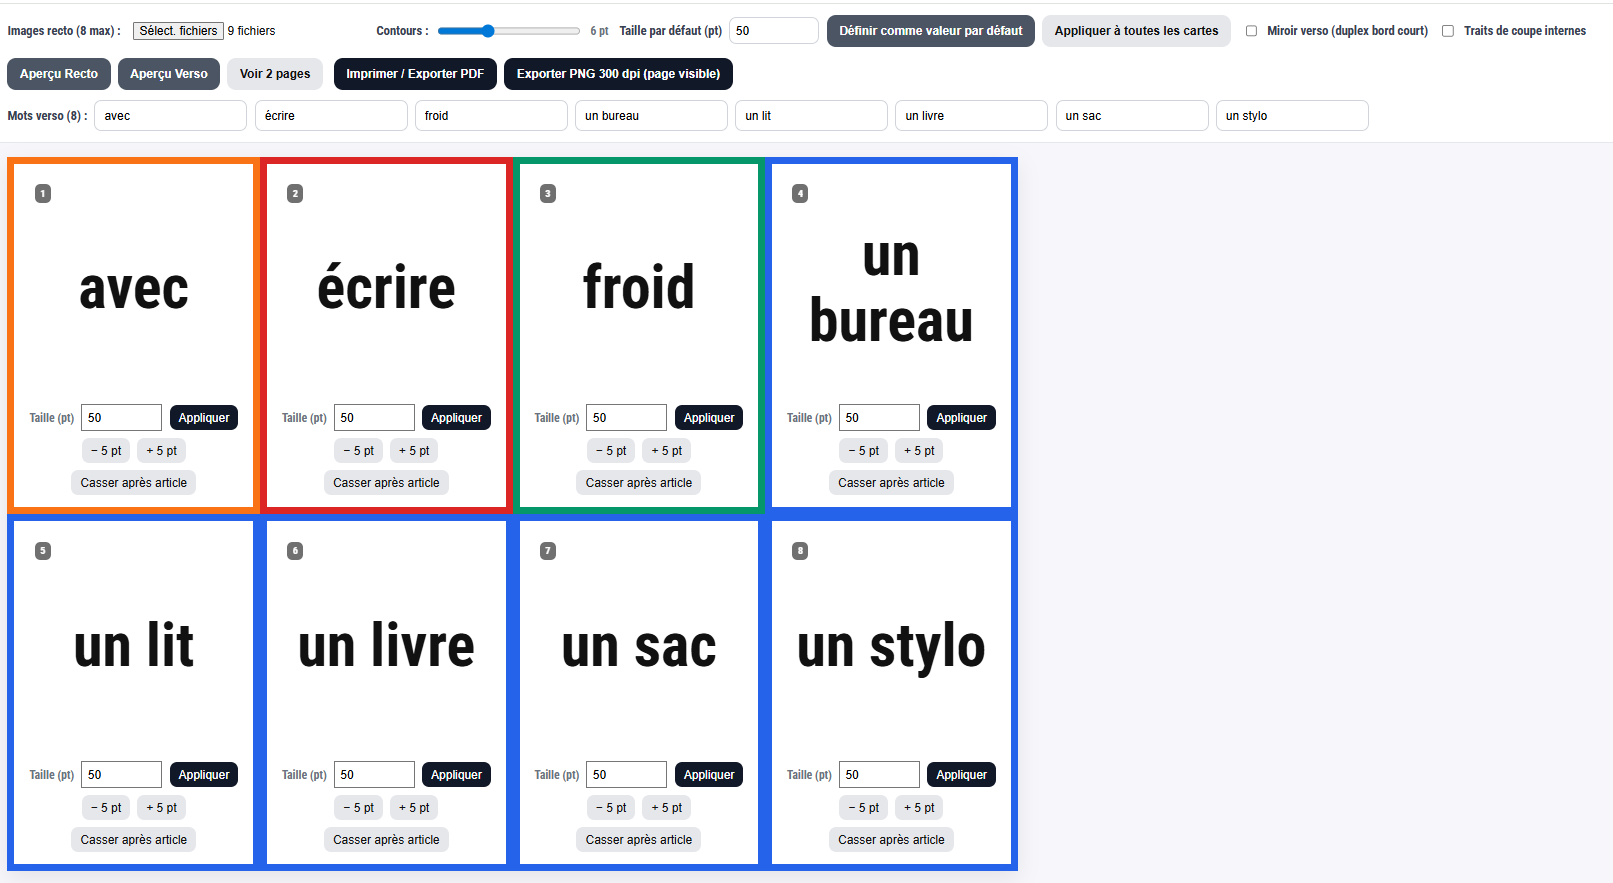 Images recto (8 max) : Sélect. fichiers 9 fichiers Contours : 6 pt Taille par défaut (pt) 50 Définir comme valeur par défaut Appliquer à toutes les cartes Miroir verso (duplex bord court) Traits de coupe internes
Aperçu Recto Aperçu Verso Voir 2 pages Imprimer / Exporter PDF Exporter PNG 300 dpi (page visible)
Mots verso (8) : avec écrire froid un bureau un lit un livre un sac un stylo
1
avec
Taille (pt) 50 Appliquer
− 5 pt + 5 pt
Casser après article
2
écrire
Taille (pt) 50 Appliquer
− 5 pt + 5 pt
Casser après article
3
froid
Taille (pt) 50 Appliquer
− 5 pt + 5 pt
Casser après article
4
un
bureau
Taille (pt) 50 Appliquer
− 5 pt + 5 pt
Casser après article
5
un lit
Taille (pt) 50 Appliquer
− 5 pt + 5 pt
Casser après article
6
un livre
Taille (pt) 50 Appliquer
− 5 pt + 5 pt
Casser après article
7
un sac
Taille (pt) 50 Appliquer
− 5 pt + 5 pt
Casser après article
8
un stylo
Taille (pt) 50 Appliquer
− 5 pt + 5 pt
Casser après article